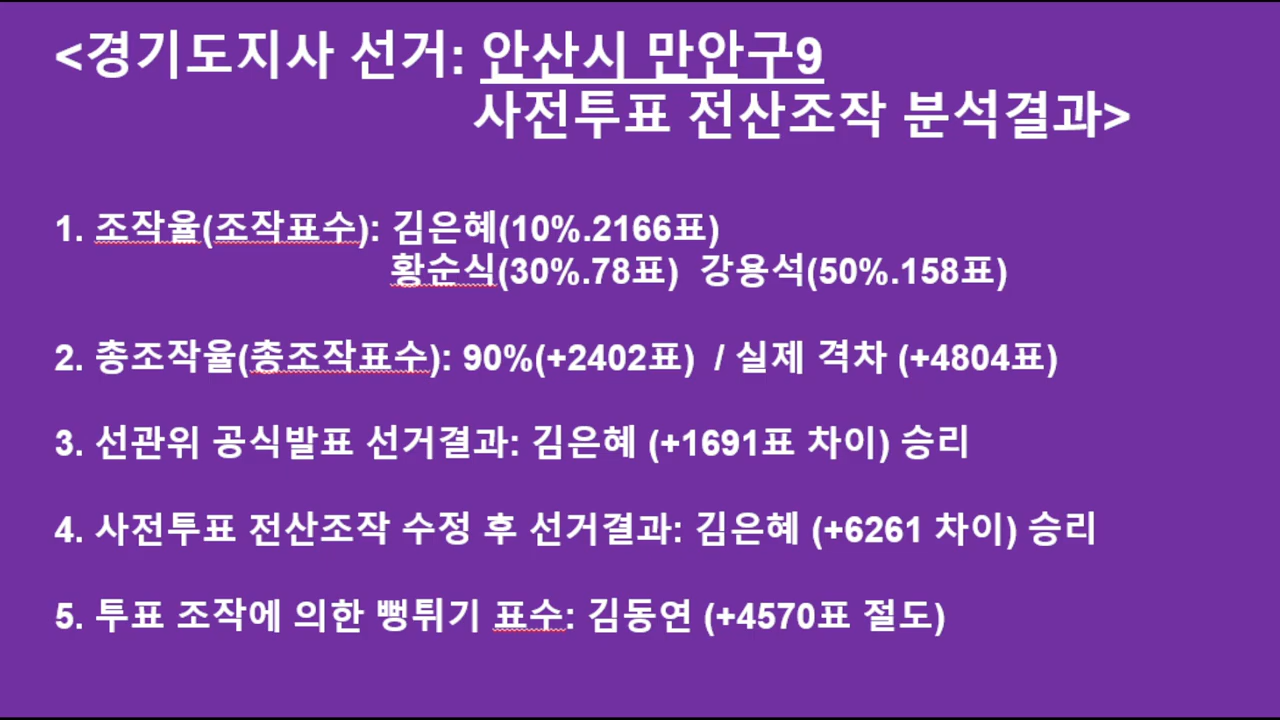 <경기도지사 선거: 안산시 만안구9
사전투표 전산조작 분석결과>
1. 조작율(조작표수): 김은혜(10%.2166표)
황순식(30%.78표) 강용석(50%.158표)
2. 총조작율(총조작표수): 90%(+2402표) / 실제 격차 (+4804표)
3. 선관위 공식발표 선거결과: 김은혜 (+1691표 차이) 승리
4. 사전투표 전산조작 수정 후 선거결과: 김은혜 (+6261 차이) 승리
5. 투표 조작에 의한 뻥튀기 표수: 김동연 (+4570표 절도)